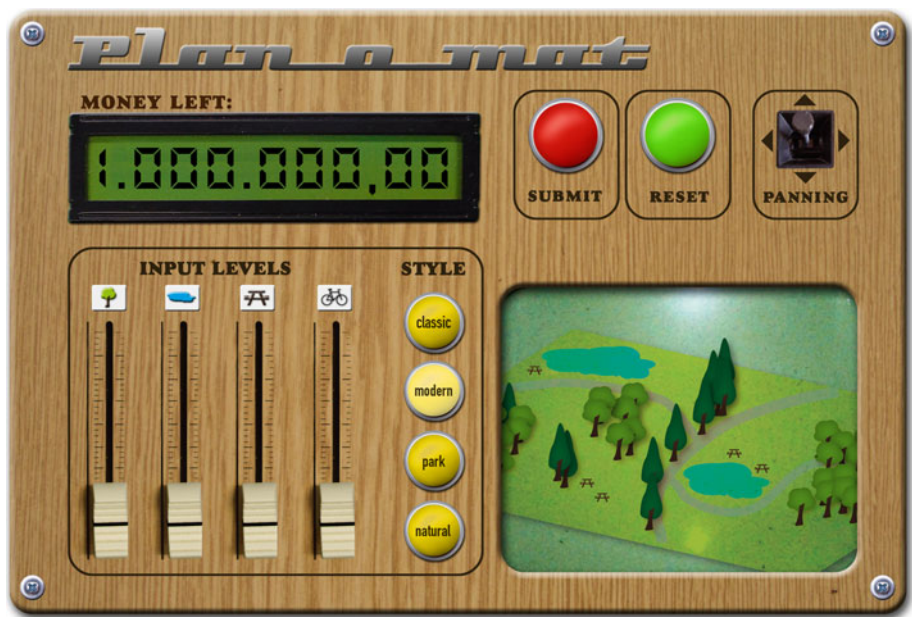 Plan o mat
MONEY LEFT:
1.000.000,00
SUBMIT
RESET
PANNING
INPUT LEVELS
STYLE
classic
modern
park
natural